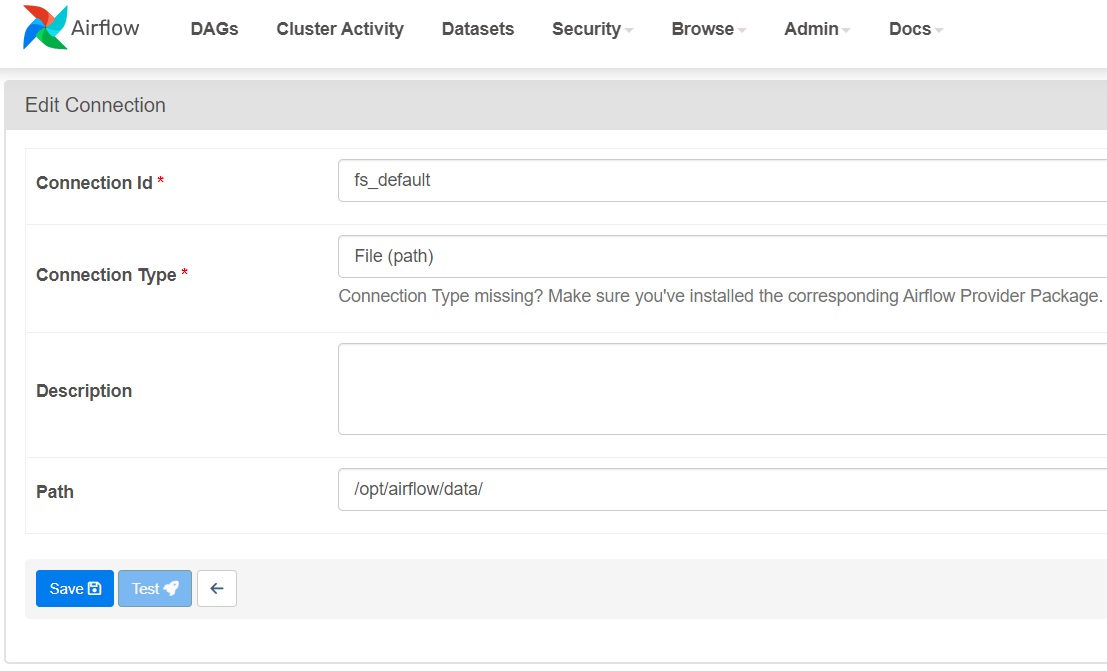 Airflow DAGs Cluster Activity Datasets Security Browse Admin Docs
Edit Connection
Connection Id *
fs_default
Connection Type *
File (path)
Connection Type missing? Make sure you've installed the corresponding Airflow Provider Package.
Description
Path
/opt/airflow/data/
Save Test